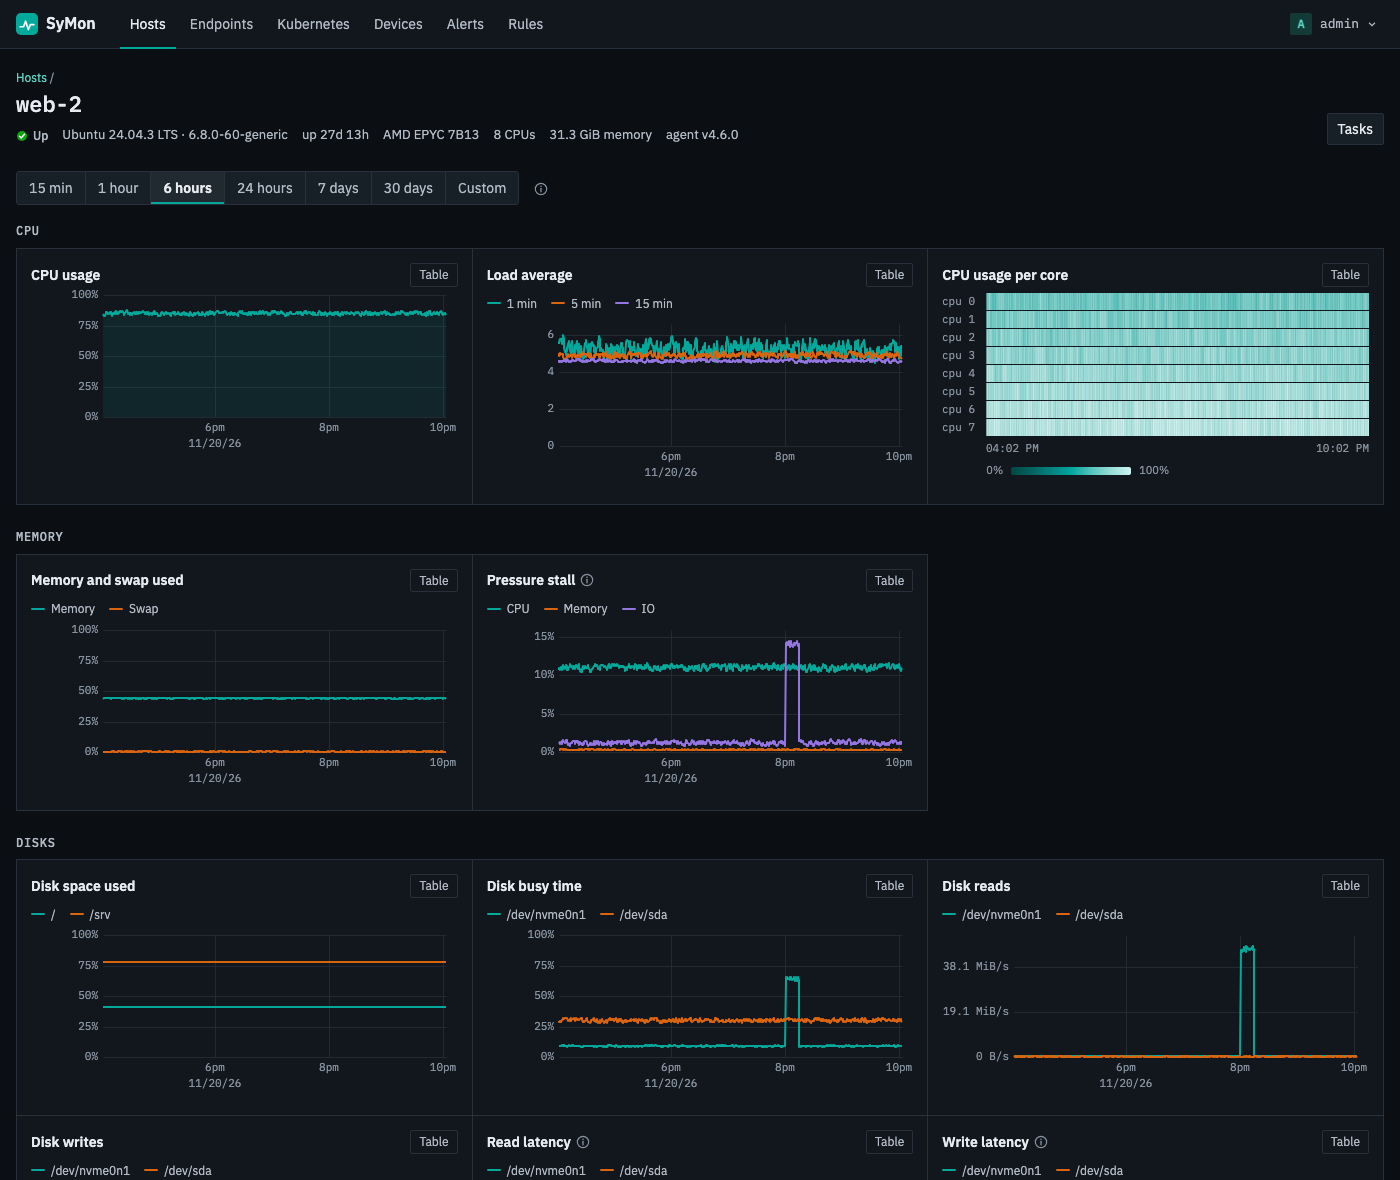 SyMon
Hosts
Endpoints
Kubernetes
Devices
Alerts
Rules
A
admin
Hosts /
web-2
Up
Ubuntu 24.04.3 LTS · 6.8.0-60-generic
up 27d 13h
AMD EPYC 7B13
8 CPUs
31.3 GiB memory
agent v4.6.0
Tasks
15 min
1 hour
6 hours
24 hours
7 days
30 days
Custom
CPU
CPU usage
Table
100%
75%
50%
25%
0%
6pm
8pm
10pm
11/20/26
Load average
Table
1 min
5 min
15 min
6
4
2
0
6pm
8pm
10pm
11/20/26
CPU usage per core
Table
cpu 0
cpu 1
cpu 2
cpu 3
cpu 4
cpu 5
cpu 6
cpu 7
04:02 PM
10:02 PM
0%
100%
MEMORY
Memory and swap used
Table
Memory
Swap
100%
75%
50%
25%
0%
6pm
8pm
10pm
11/20/26
Pressure stall
Table
CPU
Memory
IO
15%
10%
5%
0%
6pm
8pm
10pm
11/20/26
DISKS
Disk space used
Table
/
/srv
100%
75%
50%
25%
0%
6pm
8pm
10pm
11/20/26
Disk busy time
Table
/dev/nvme0n1
/dev/sda
100%
75%
50%
25%
0%
6pm
8pm
10pm
11/20/26
Disk reads
Table
/dev/nvme0n1
/dev/sda
38.1 MiB/s
19.1 MiB/s
0 B/s
6pm
8pm
10pm
11/20/26
Disk writes
Table
/dev/nvme0n1
/dev/sda
Read latency
Table
/dev/nvme0n1
/dev/sda
Write latency
Table
/dev/nvme0n1
/dev/sda